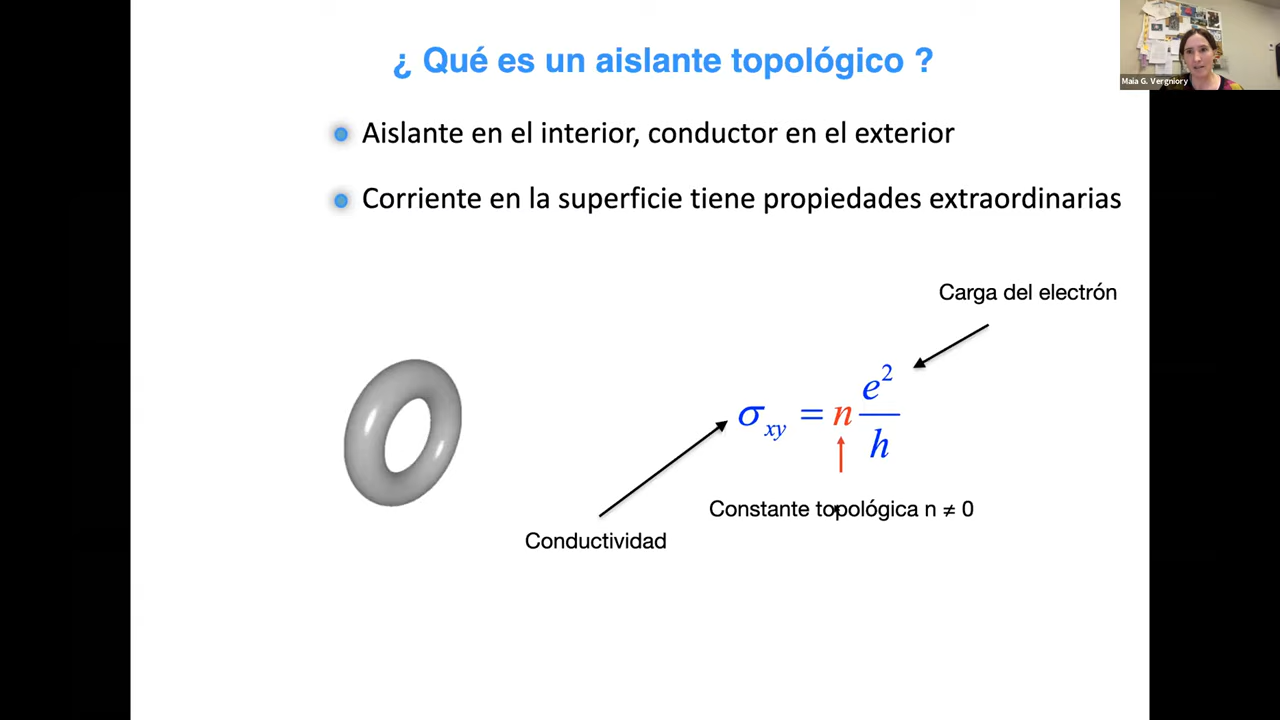 ¿ Qué es un aislante topológico ?
Maia G. Vergniory
Aislante en el interior, conductor en el exterior
Corriente en la superficie tiene propiedades extraordinarias
Carga del electrón
σxy = n e²/h
Constante topológica n ≠ 0
Conductividad